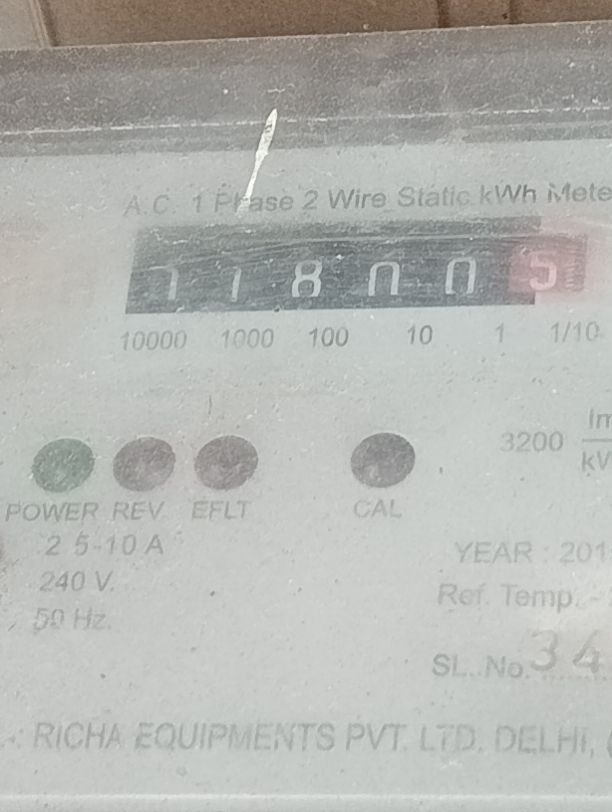 A.C. 1 Phase 2 Wire Static kWh Mete
11800 5
10000 1000 100 10 1 1/10
3200 Im
kW
POWER REV. EFLT CAL
2 5-10 A
YEAR : 201
240 V.
Ref. Temp. -
50 Hz.
SL. No. 34
RICHA EQUIPMENTS PVT. LTD. DELHI, (